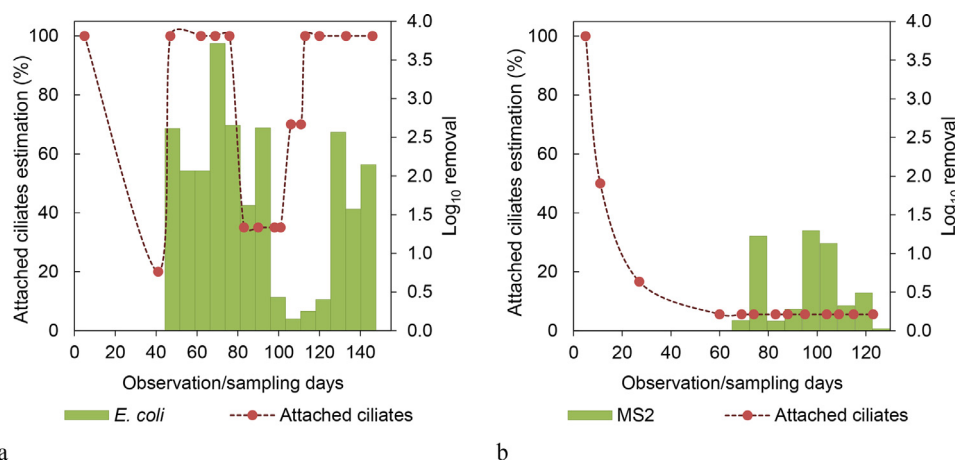 Attached ciliates estimation (%)
100
80
60
40
20
0
4.0
3.5
3.0
2.5
2.0
1.5
1.0
0.5
0.0
Log10 removal
0 20 40 60 80 100 120 140
Observation/sampling days
E. coli Attached ciliates
a
Attached ciliates estimation (%)
100
80
60
40
20
0
4.0
3.5
3.0
2.5
2.0
1.5
1.0
0.5
0.0
Log10 removal
0 20 40 60 80 100 120
Observation/sampling days
MS2 Attached ciliates
b